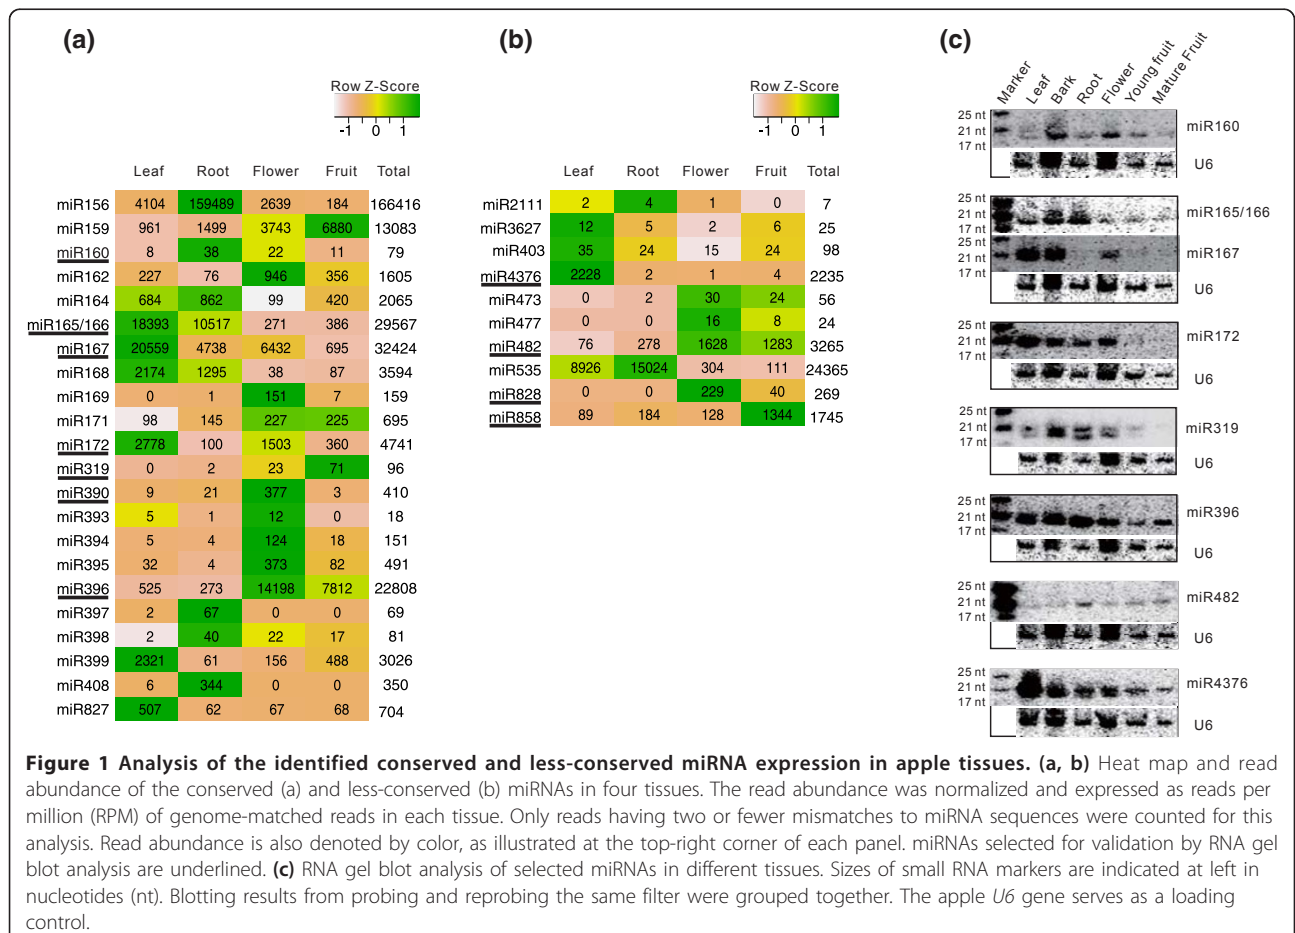 (a)
Row Z-Score
-1 0 1
Leaf Root Flower Fruit Total
miR156 4104 159489 2639 184 166416
miR159 961 1499 3743 6880 13083
miR160 8 38 22 11 79
miR162 227 76 946 356 1605
miR164 684 862 99 420 2065
miR165/166 18393 10517 271 386 29567
miR167 20559 4738 6432 695 32424
miR168 2174 1295 38 87 3594
miR169 0 1 151 7 159
miR171 98 145 227 225 695
miR172 2778 100 1503 360 4741
miR319 0 2 23 71 96
miR390 9 21 377 3 410
miR393 5 1 12 0 18
miR394 5 4 124 18 151
miR395 32 4 373 82 491
miR396 525 273 14198 7812 22808
miR397 2 67 0 0 69
miR398 2 40 22 17 81
miR399 2321 61 156 488 3026
miR408 6 344 0 0 350
miR827 507 62 67 68 704
(b)
Row Z-Score
-1 0 1
Leaf Root Flower Fruit Total
miR2111 2 4 1 0 7
miR3627 12 5 2 6 25
miR403 35 24 15 24 98
miR4376 2228 2 1 4 2235
miR473 0 2 30 24 56
miR477 0 0 16 8 24
miR482 76 278 1628 1283 3265
miR535 8926 15024 304 111 24365
miR828 0 0 229 40 269
miR858 89 184 128 1344 1745
(c)
Marker Leaf Bark Root Flower Young fruit Mature Fruit
25 nt
21 nt miR160
17 nt
U6
25 nt
21 nt miR165/166
17 nt
25 nt
21 nt miR167
17 nt
U6
25 nt
21 nt miR172
17 nt
U6
25 nt
21 nt miR319
17 nt
U6
25 nt
21 nt miR396
17 nt
U6
25 nt
21 nt miR482
17 nt
U6
25 nt
21 nt miR4376
17 nt
U6
Figure 1 Analysis of the identified conserved and less-conserved miRNA expression in apple tissues. (a, b) Heat map and read
abundance of the conserved (a) and less-conserved (b) miRNAs in four tissues. The read abundance was normalized and expressed as reads per
million (RPM) of genome-matched reads in each tissue. Only reads having two or fewer mismatches to miRNA sequences were counted for this
analysis. Read abundance is also denoted by color, as illustrated at the top-right corner of each panel. miRNAs selected for validation by RNA gel
blot analysis are underlined. (c) RNA gel blot analysis of selected miRNAs in different tissues. Sizes of small RNA markers are indicated at left in
nucleotides (nt). Blotting results from probing and reprobing the same filter were grouped together. The apple U6 gene serves as a loading
control.